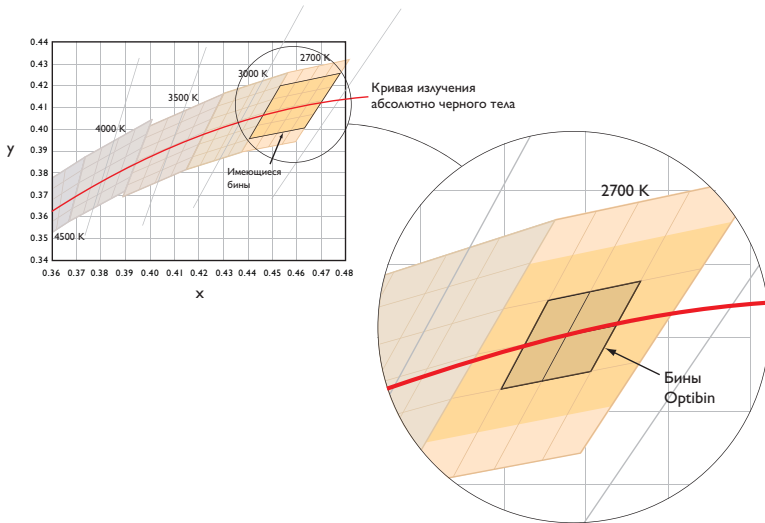 0.44
0.43
0.42
0.41
0.40
0.39
0.38
0.37
0.36
0.35
0.34
y
0.36 0.37 0.38 0.39 0.40 0.41 0.42 0.43 0.44 0.45 0.46 0.47 0.48
x
2700 K
3000 K
3500 K
4000 K
4500 K
Имеющиеся
бины
Кривая излучения
абсолютно черного тела
2700 K
Бины
Optibin